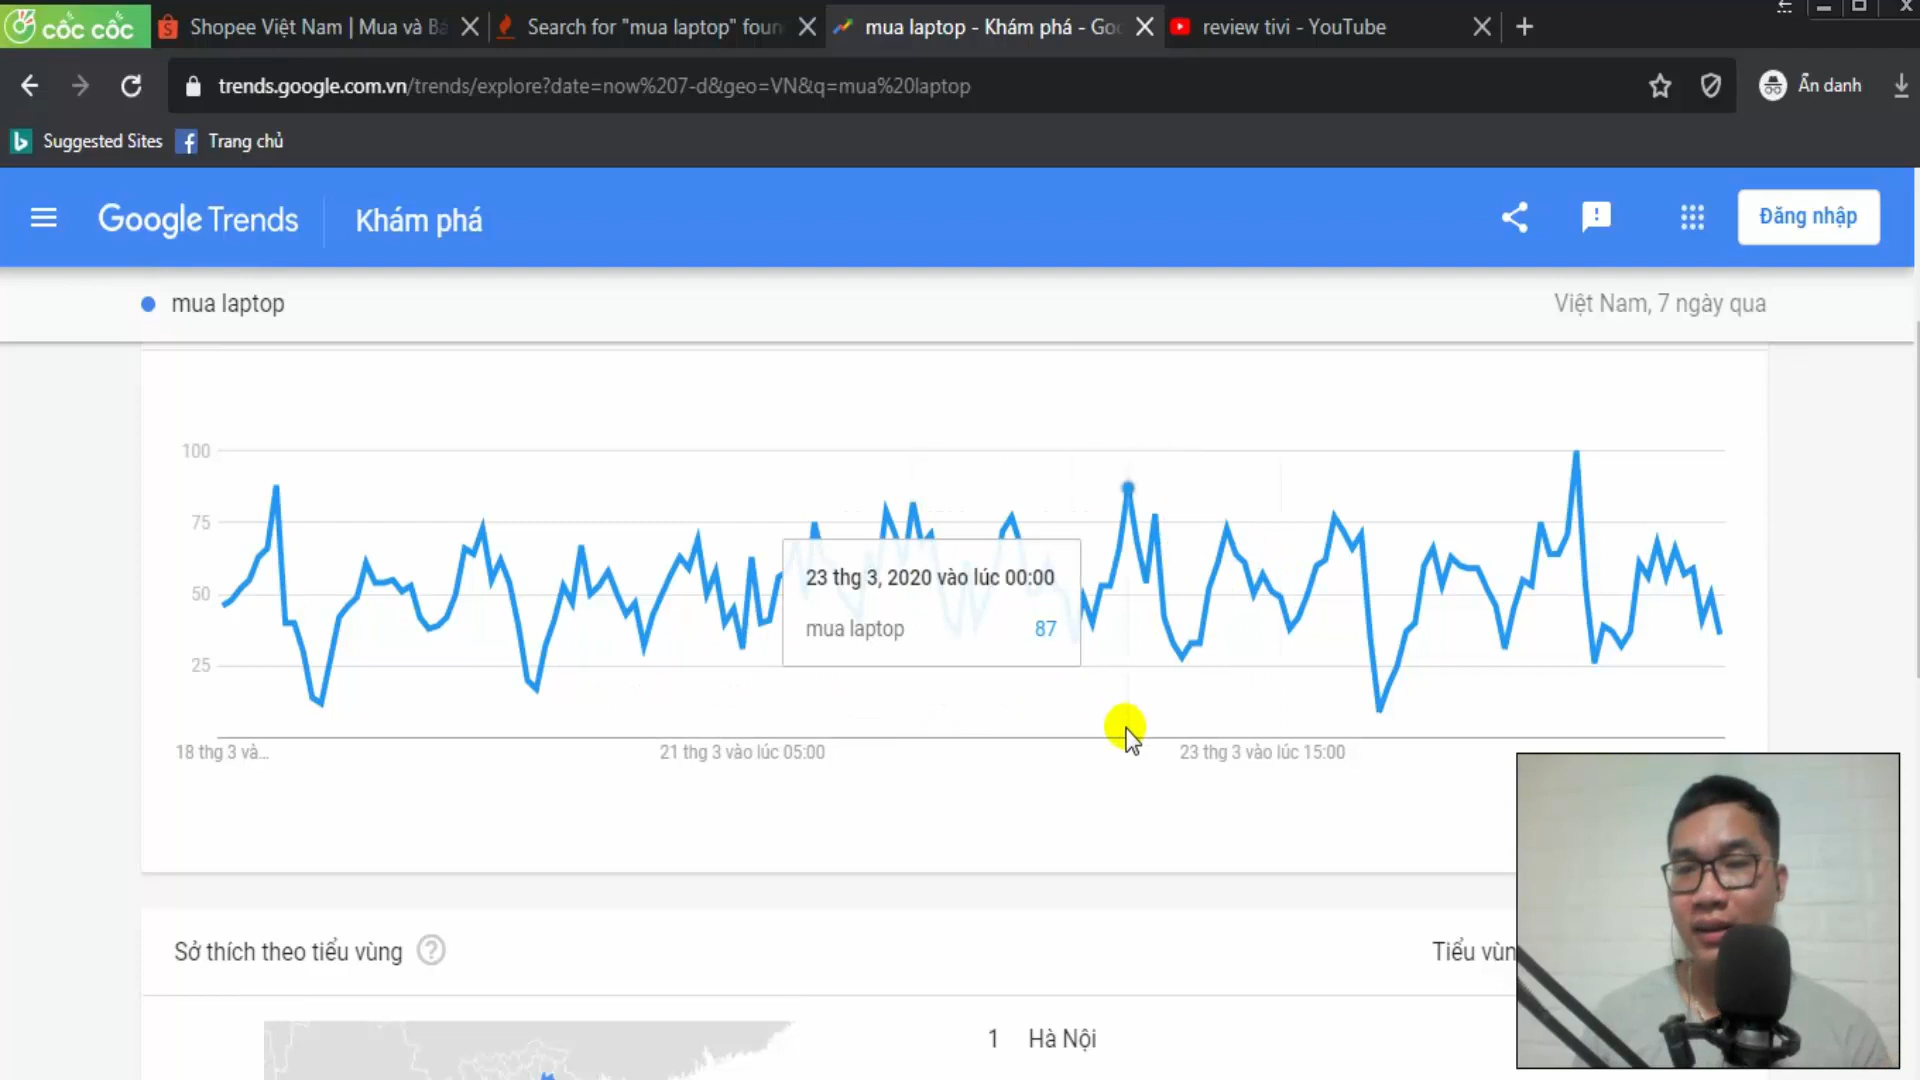 cốc cốc
Shopee Việt Nam | Mua và Bá
Search for "mua laptop" foun
mua laptop - Khám phá - Goo
review tivi - YouTube
trends.google.com.vn/trends/explore?date=now%207-d&geo=VN&q=mua%20laptop
Ẩn danh
Suggested Sites
Trang chủ
Google Trends
Khám phá
Đăng nhập
mua laptop
Việt Nam, 7 ngày qua
100
75
50
25
23 thg 3, 2020 vào lúc 00:00
mua laptop 87
18 thg 3 và...
21 thg 3 vào lúc 05:00
23 thg 3 vào lúc 15:00
Sở thích theo tiểu vùng
Tiểu vùn
1 Hà Nội